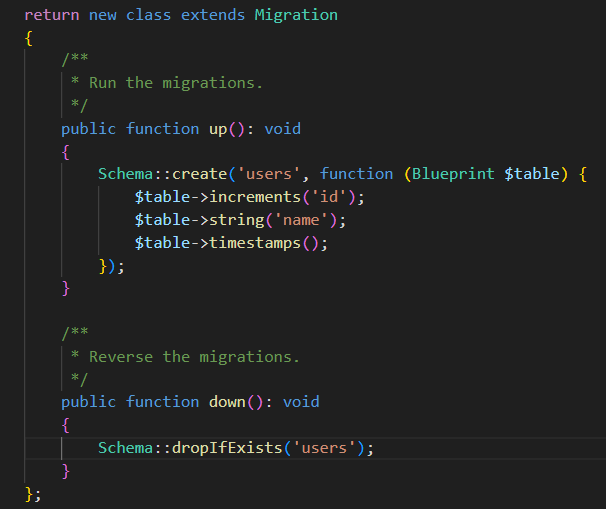 return new class extends Migration
{
    /**
     * Run the migrations.
     */
    public function up(): void
    {
        Schema::create('users', function (Blueprint $table) {
            $table->increments('id');
            $table->string('name');
            $table->timestamps();
        });
    }

    /**
     * Reverse the migrations.
     */
    public function down(): void
    {
        Schema::dropIfExists('users');
    }
};